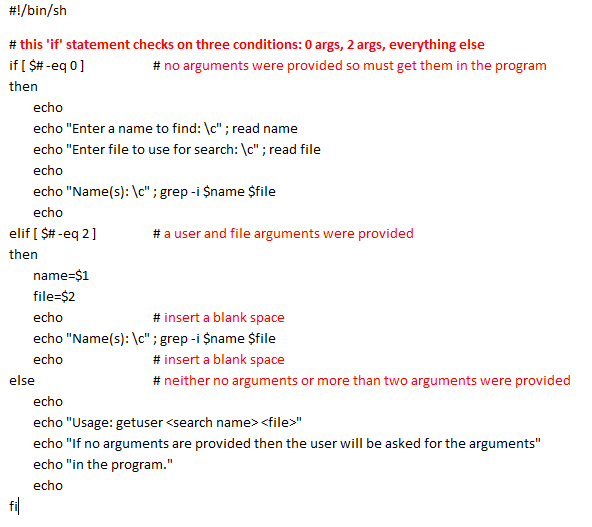 #!/bin/sh
# this 'if' statement checks on three conditions: 0 args, 2 args, everything else
if [ $# -eq 0 ] # no arguments were provided so must get them in the program
then
echo
echo "Enter a name to find: \c" ; read name
echo "Enter file to use for search: \c" ; read file
echo
echo "Name(s): \c" ; grep -i $name $file
echo
elif [ $# -eq 2 ] # a user and file arguments were provided
then
name=$1
file=$2
echo # insert a blank space
echo "Name(s): \c" ; grep -i $name $file
echo # insert a blank space
else # neither no arguments or more than two arguments were provided
echo
echo "Usage: getuser <search name> <file>"
echo "If no arguments are provided then the user will be asked for the arguments"
echo "in the program."
echo
fi